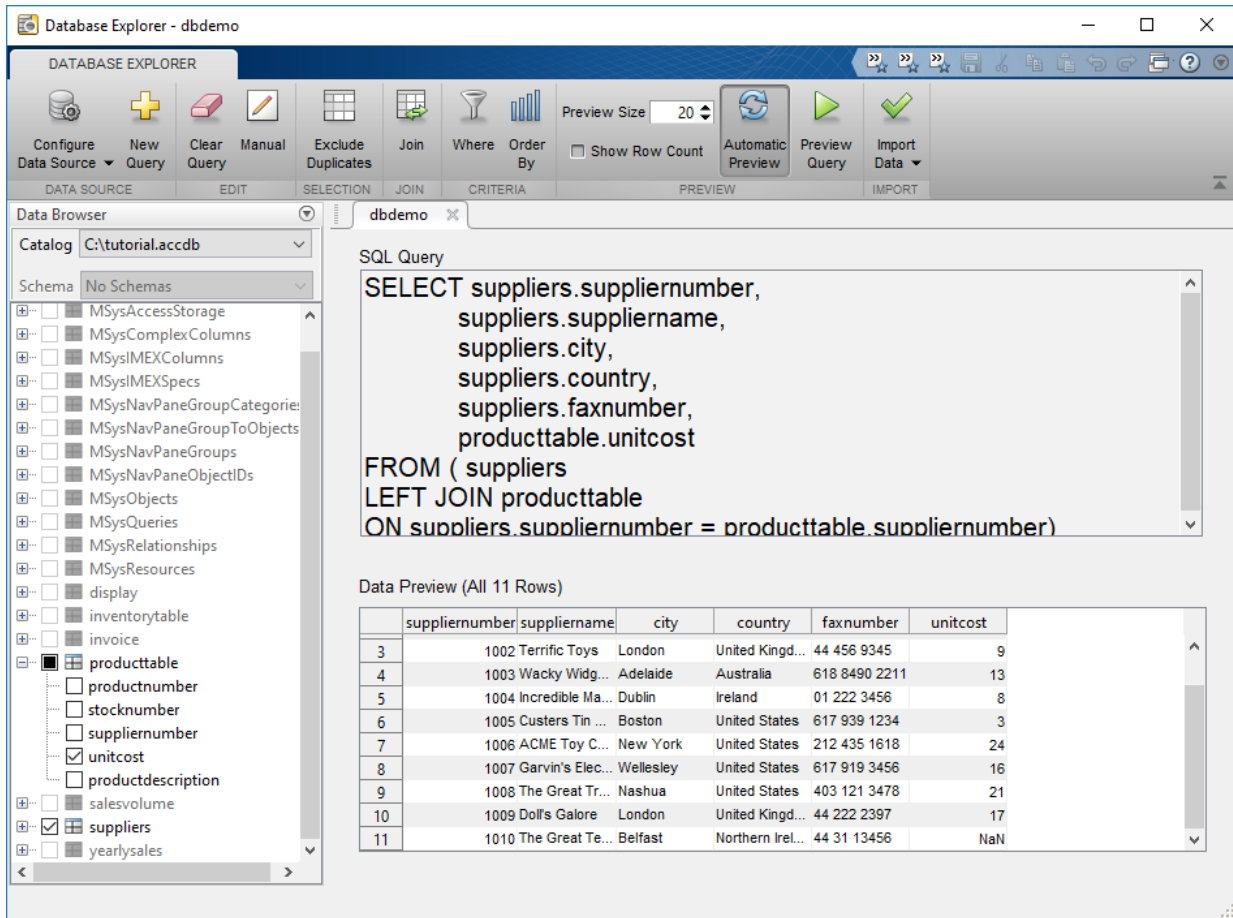 Database Explorer - dbdemo
DATABASE EXPLORER
Configure Data Source
New Query
Clear Query
Manual
Exclude Duplicates
Join
Where
Order By
Preview Size 20
Show Row Count
Automatic Preview
Preview Query
Import Data
DATA SOURCE EDIT SELECTION JOIN CRITERIA PREVIEW IMPORT
Data Browser
Catalog C:\tutorial.accdb
Schema No Schemas
MSysAccessStorage
MSysComplexColumns
MSysIMEXColumns
MSysIMEXSpecs
MSysNavPaneGroupCategories
MSysNavPaneGroupToObjects
MSysNavPaneGroups
MSysNavPaneObjectIDs
MSysObjects
MSysQueries
MSysRelationships
MSysResources
display
inventorytable
invoice
producttable
productnumber
stocknumber
suppliernumber
unitcost
productdescription
salesvolume
suppliers
yearlysales
dbdemo
SQL Query
SELECT suppliers.suppliernumber,
suppliers.suppliername,
suppliers.city,
suppliers.country,
suppliers.faxnumber,
producttable.unitcost
FROM ( suppliers
LEFT JOIN producttable
ON suppliers.suppliernumber = producttable.suppliernumber)
Data Preview (All 11 Rows)
suppliernumber suppliername city country faxnumber unitcost
3 1002 Terrific Toys London United Kingd... 44 456 9345 9
4 1003 Wacky Widg... Adelaide Australia 618 8490 2211 13
5 1004 Incredible Ma... Dublin Ireland 01 222 3456 8
6 1005 Custers Tin ... Boston United States 617 939 1234 3
7 1006 ACME Toy C... New York United States 212 435 1618 24
8 1007 Garvin's Elec... Wellesley United States 617 919 3456 16
9 1008 The Great Tr... Nashua United States 403 121 3478 21
10 1009 Doll's Galore London United Kingd... 44 222 2397 17
11 1010 The Great Te... Belfast Northern Irel... 44 31 13456 NaN